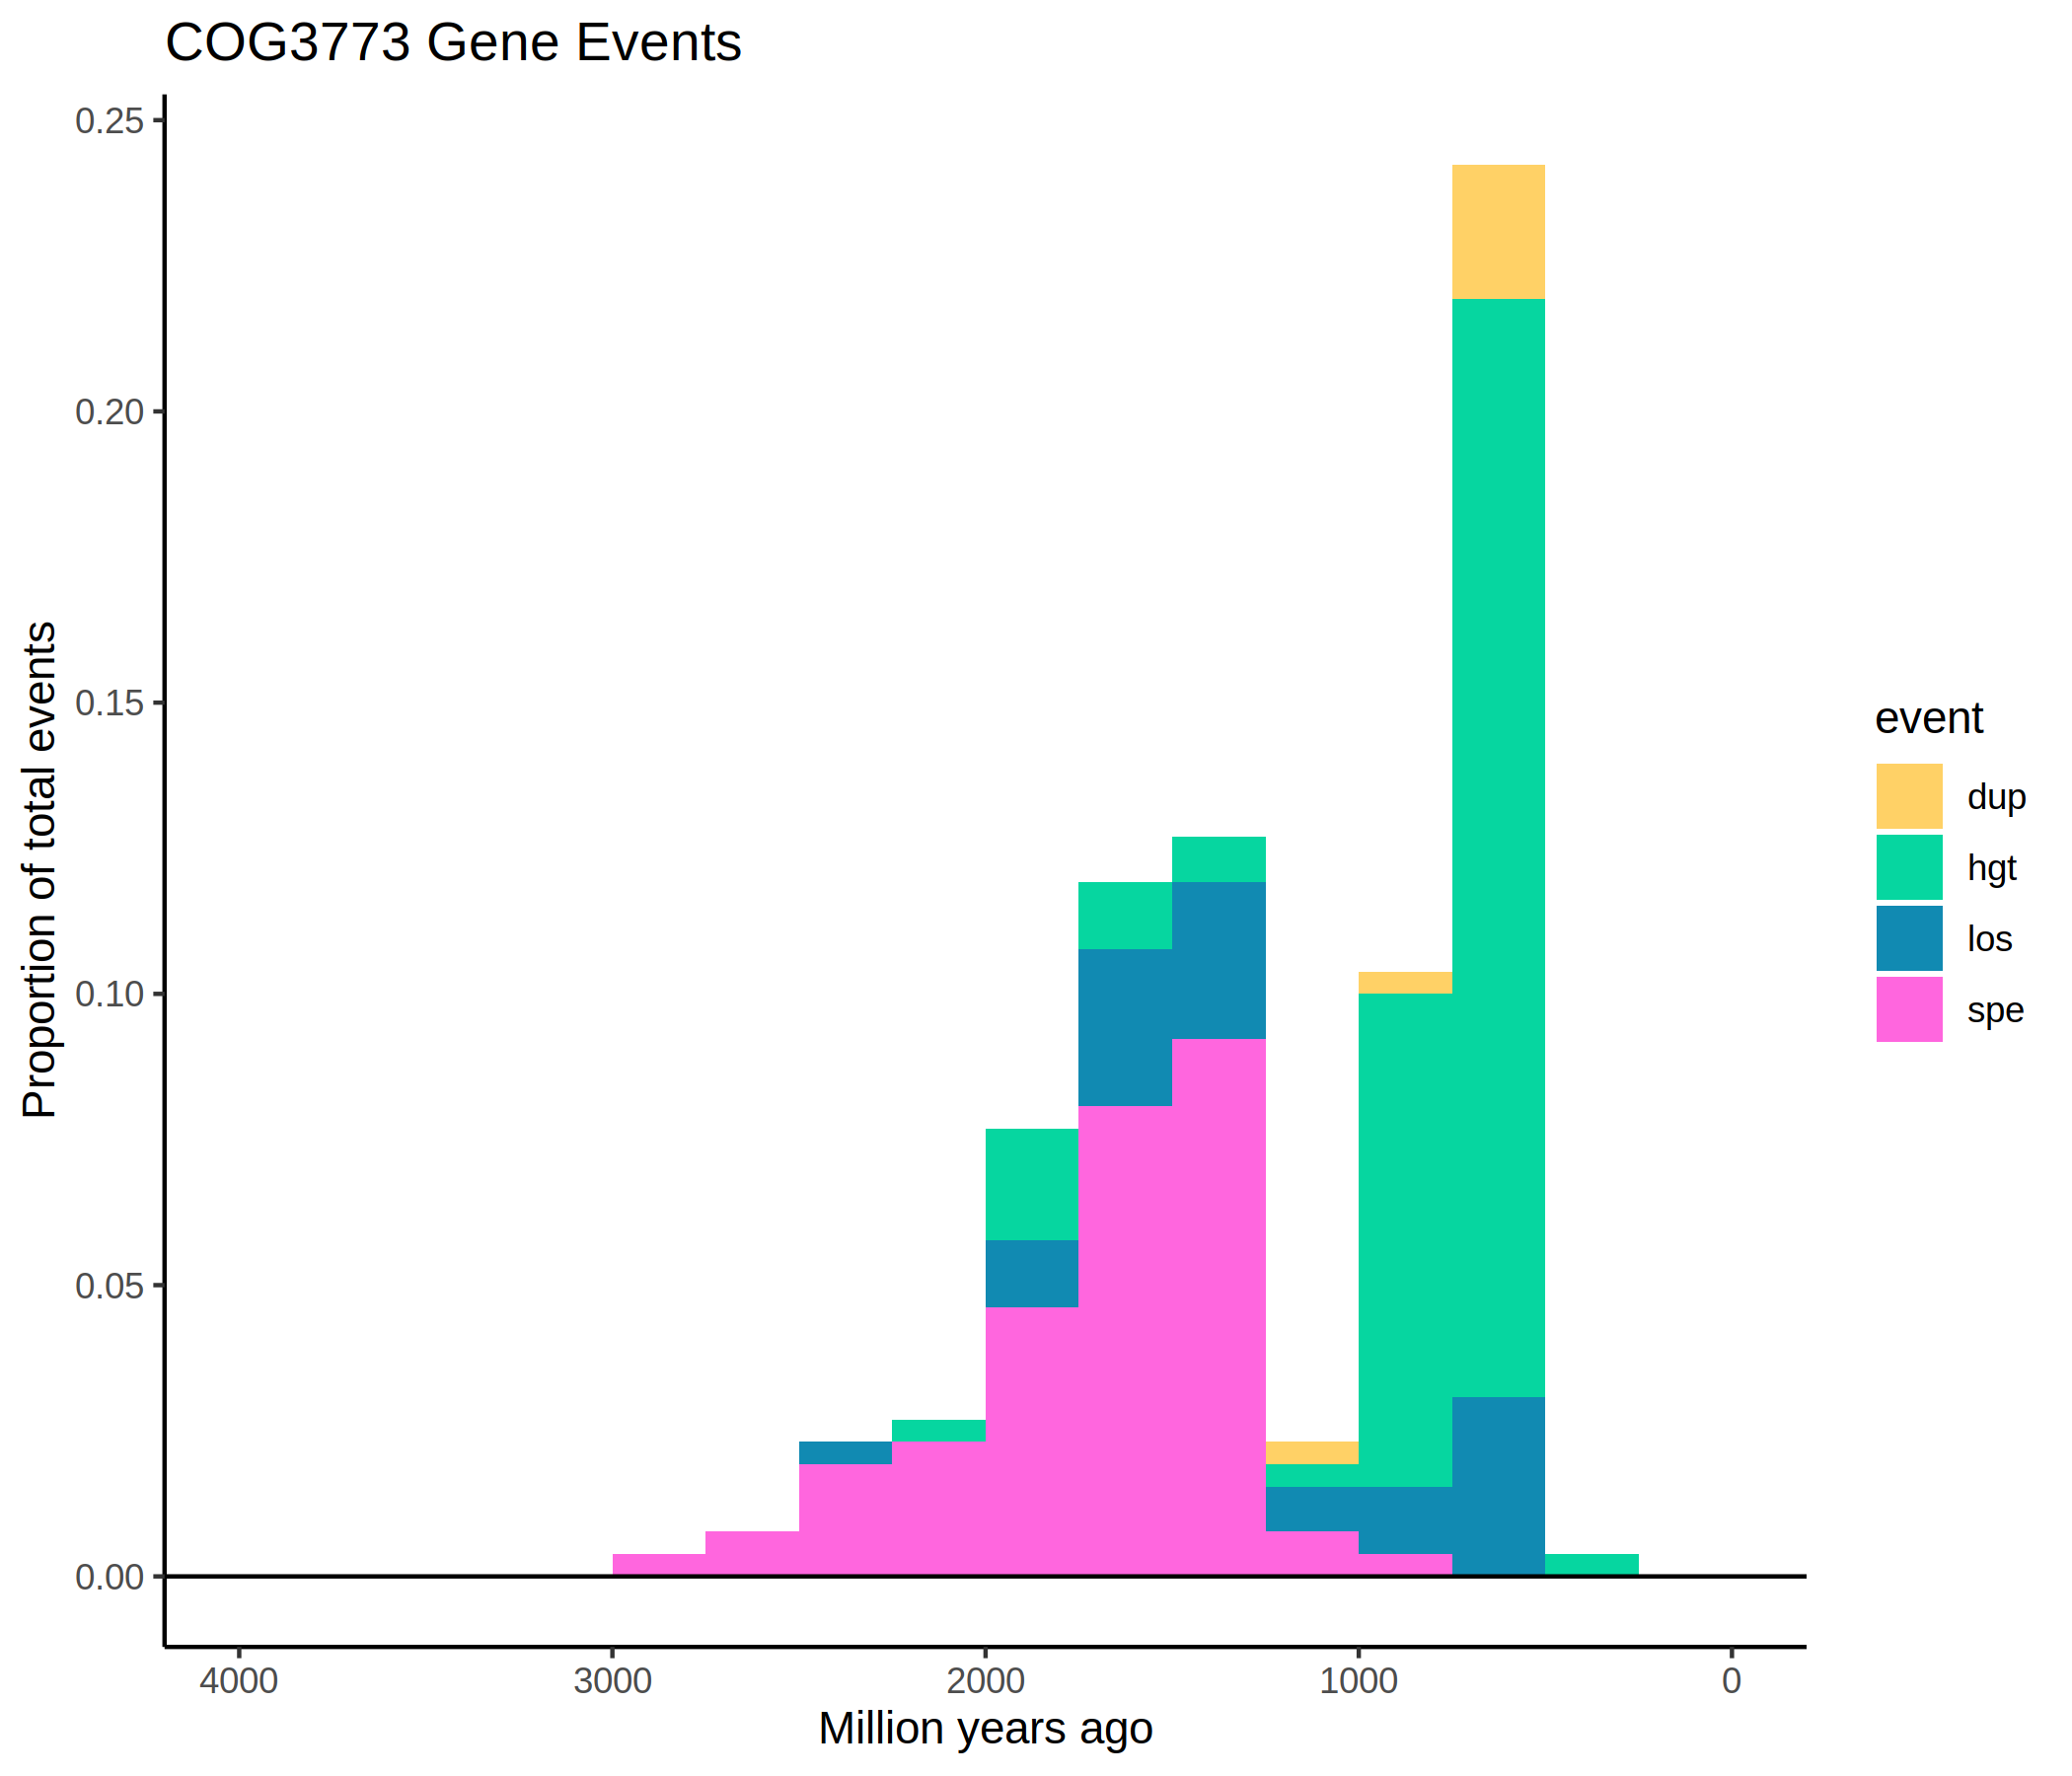 COG3773 Gene Events
0.25
0.20
0.15
0.10
0.05
0.00
Proportion of total events
4000 3000 2000 1000 0
Million years ago
event
dup
hgt
los
spe